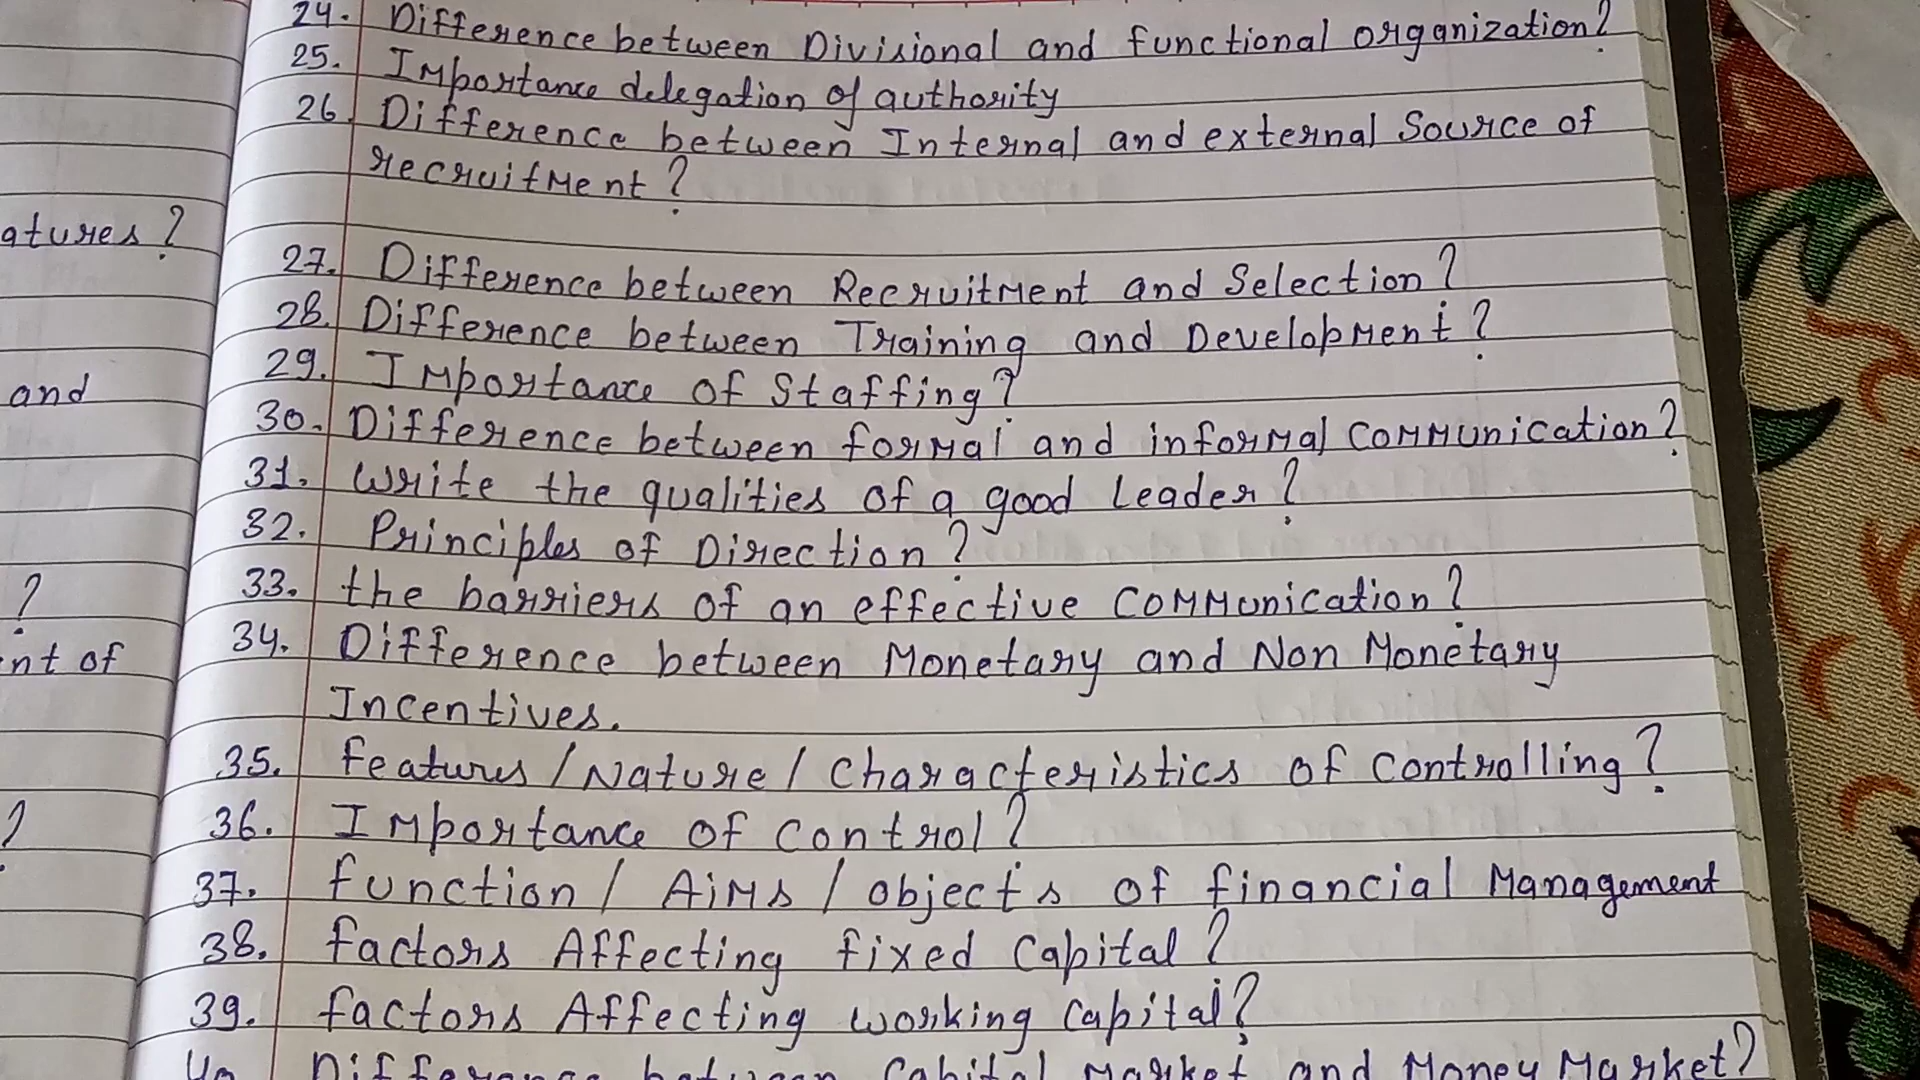 atures?
and
?
nt of
?
24. Difference between Divisional and functional organization?
25. Importance delegation of authority
26. Difference between Internal and external Source of
recruitment?
27. Difference between Recruitment and Selection?
28. Difference between Training and Development?
29. Importance of Staffing?
30. Difference between formal and informal communication?
31. Write the qualities of a good leader?
32. Principles of Direction?
33. the barriers of an effective communication?
34. Difference between Monetary and Non Monetary
Incentives.
35. features / Nature / Characteristics of controlling?
36. Importance of control?
37. function / Aims / objects of financial Management
38. factors Affecting fixed Capital?
39. factors Affecting working capital?
40 Difference between Capital Market and Money Market?